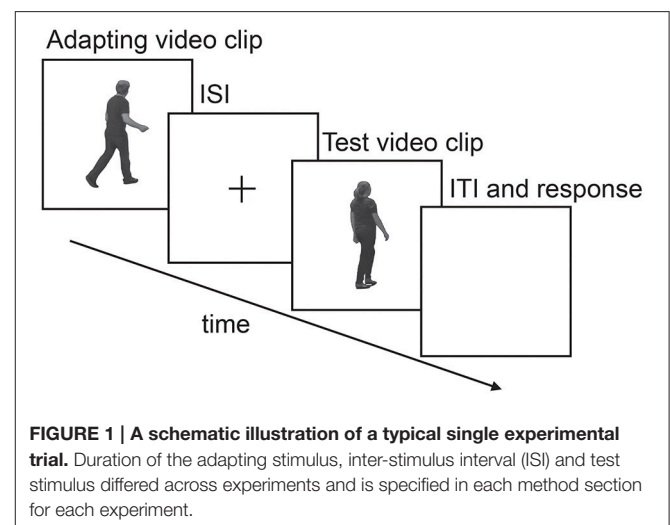 Adapting video clip
ISI
Test video clip
ITI and response
time
FIGURE 1 | A schematic illustration of a typical single experimental
trial. Duration of the adapting stimulus, inter-stimulus interval (ISI) and test
stimulus differed across experiments and is specified in each method section
for each experiment.